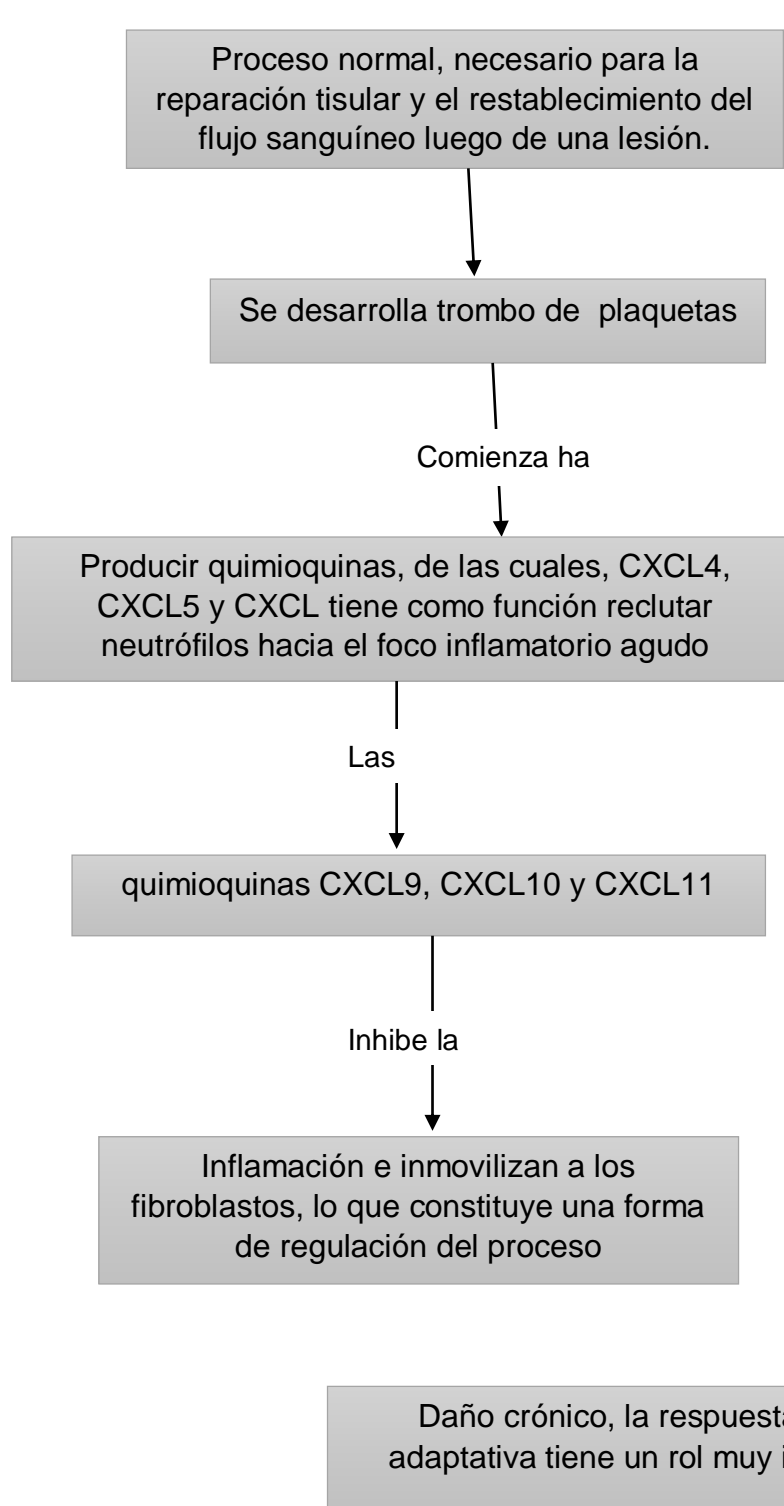 Proceso normal, necesario para la
reparación tisular y el restablecimiento del
flujo sanguíneo luego de una lesión.
Se desarrolla trombo de plaquetas
Comienza ha
Producir quimioquinas, de las cuales, CXCL4,
CXCL5 y CXCL tiene como función reclutar
neutrófilos hacia el foco inflamatorio agudo
Las
quimioquinas CXCL9, CXCL10 y CXCL11
Inhibe la
Inflamación e inmovilizan a los
fibroblastos, lo que constituye una forma
de regulación del proceso
Daño crónico, la
adaptativa tiene un rol muy